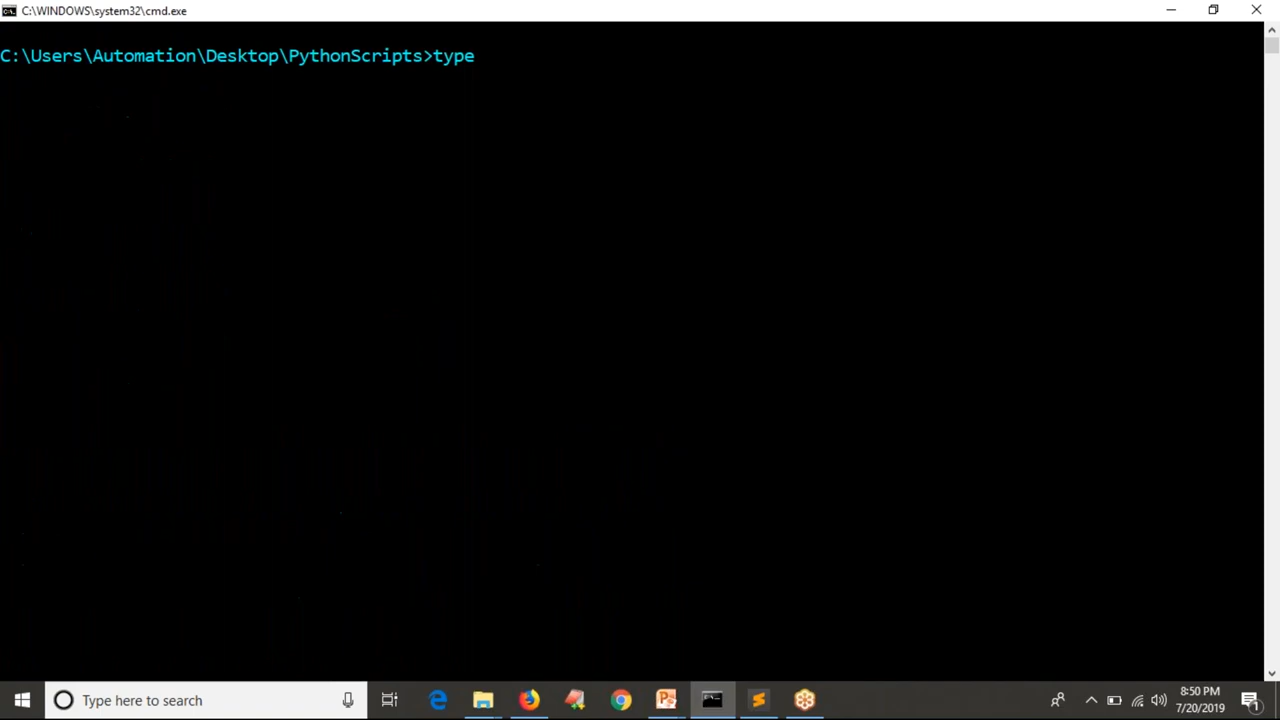 C:\WINDOWS\system32\cmd.exe
C:\Users\Automation\Desktop\PythonScripts>type
Type here to search
8:50 PM
7/20/2019
1